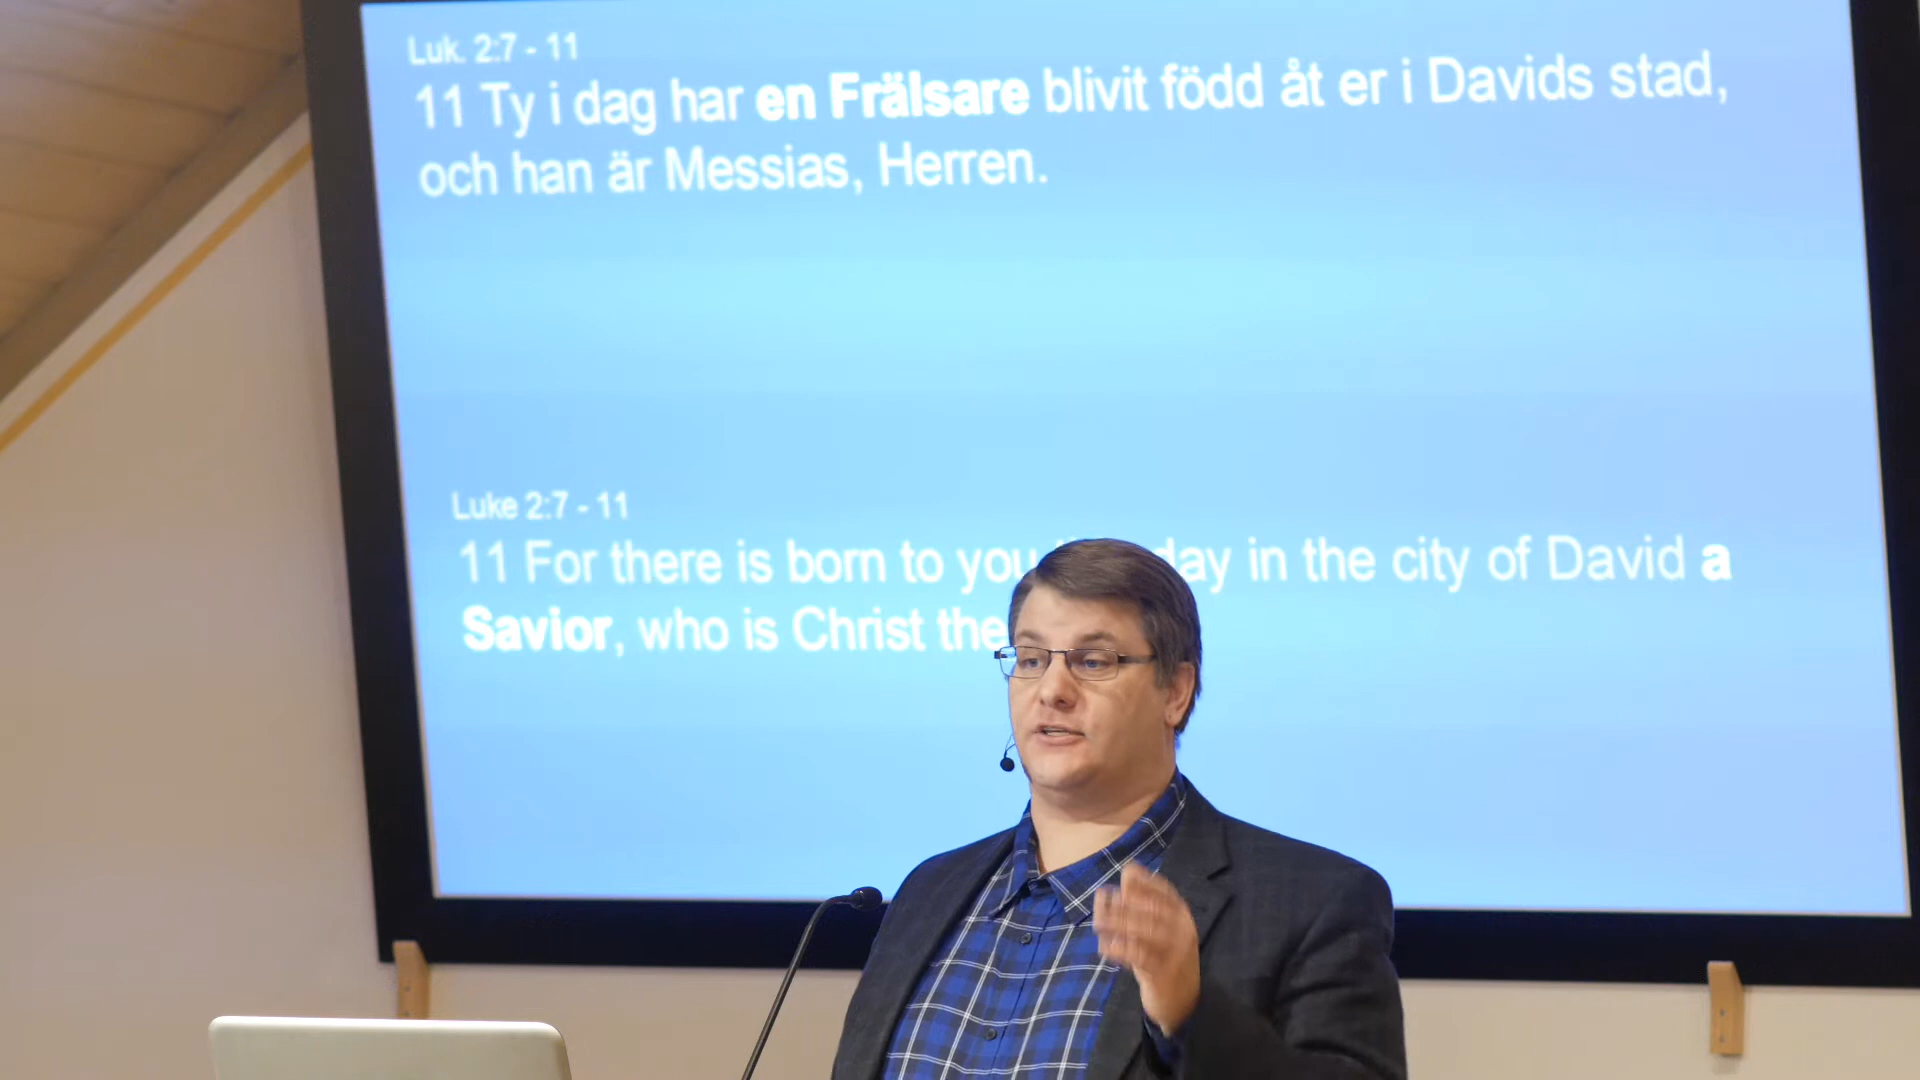 Luk. 2:7 - 11
11 Ty i dag har en Frälsare blivit född åt er i Davids stad,
och han är Messias, Herren.
Luke 2:7 - 11
11 For there is born to you day in the city of David a
Savior, who is Christ the